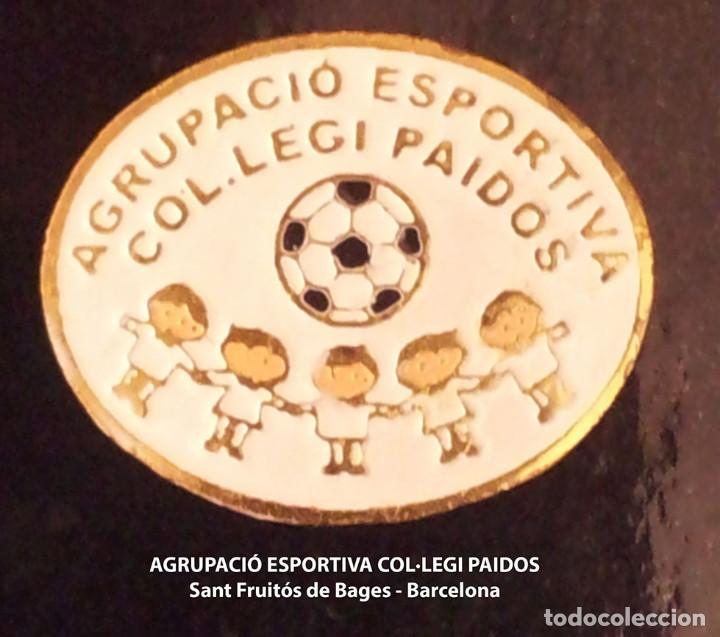 AGRUPACIÓ ESPORTIVA
COL.LEGI PAIDOS
AGRUPACIÓ ESPORTIVA COL·LEGI PAIDOS
Sant Fruitós de Bages - Barcelona
todocoleccion